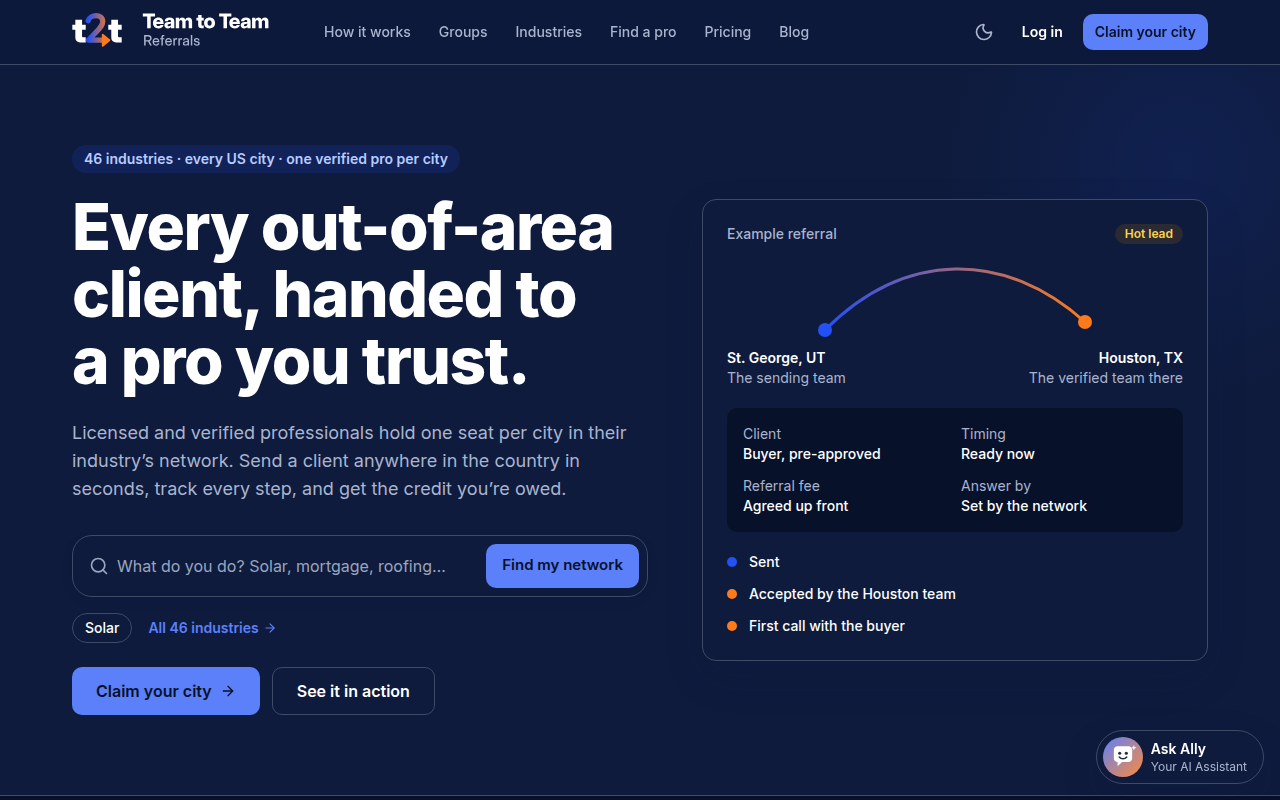 t2t
Team to Team
Referrals
How it works
Groups
Industries
Find a pro
Pricing
Blog
Log in
Claim your city
46 industries · every US city · one verified pro per city
Every out-of-area
client, handed to
a pro you trust.
Licensed and verified professionals hold one seat per city in their
industry’s network. Send a client anywhere in the country in
seconds, track every step, and get the credit you’re owed.
What do you do? Solar, mortgage, roofing...
Find my network
Solar
All 46 industries →
Claim your city →
See it in action
Example referral
Hot lead
St. George, UT
The sending team
Houston, TX
The verified team there
Client
Buyer, pre-approved
Timing
Ready now
Referral fee
Agreed up front
Answer by
Set by the network
Sent
Accepted by the Houston team
First call with the buyer
Ask Ally
Your AI Assistant